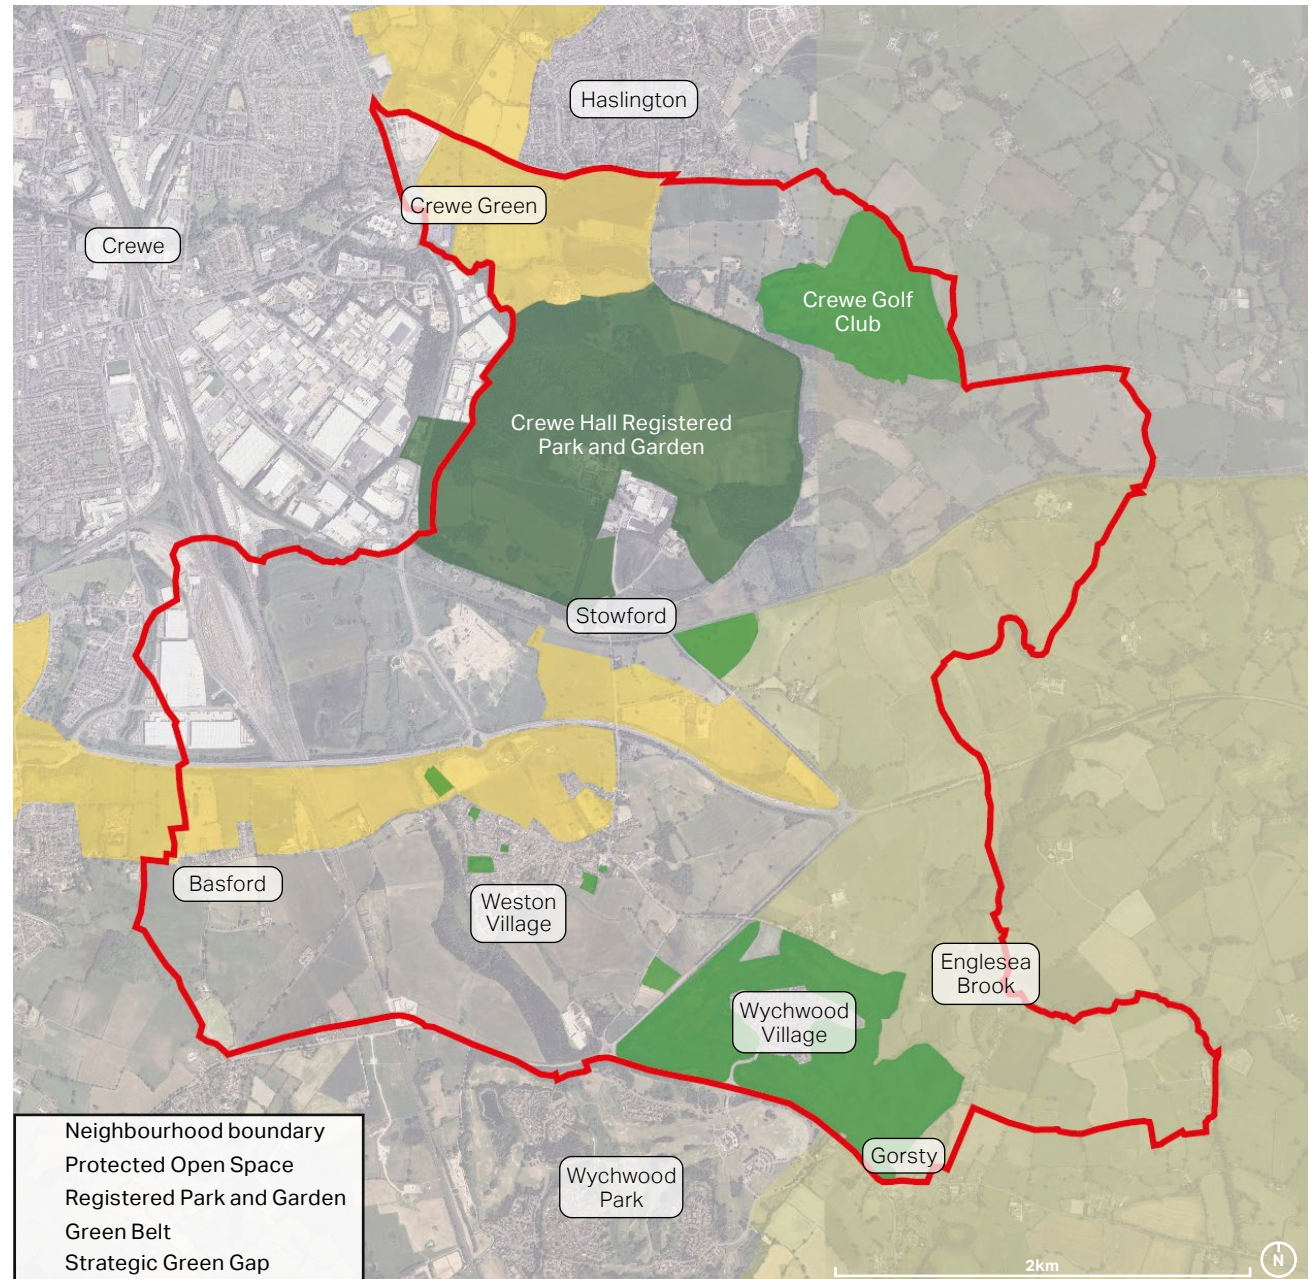 Haslington
Crewe Green
Crewe
Crewe Golf
Club
Crewe Hall Registered
Park and Garden
Stowford
Basford
Weston
Village
Englesea
Brook
Wychwood
Village
Gorsty
Wychwood
Park
Neighbourhood boundary
Protected Open Space
Registered Park and Garden
Green Belt
Strategic Green Gap
2km
N